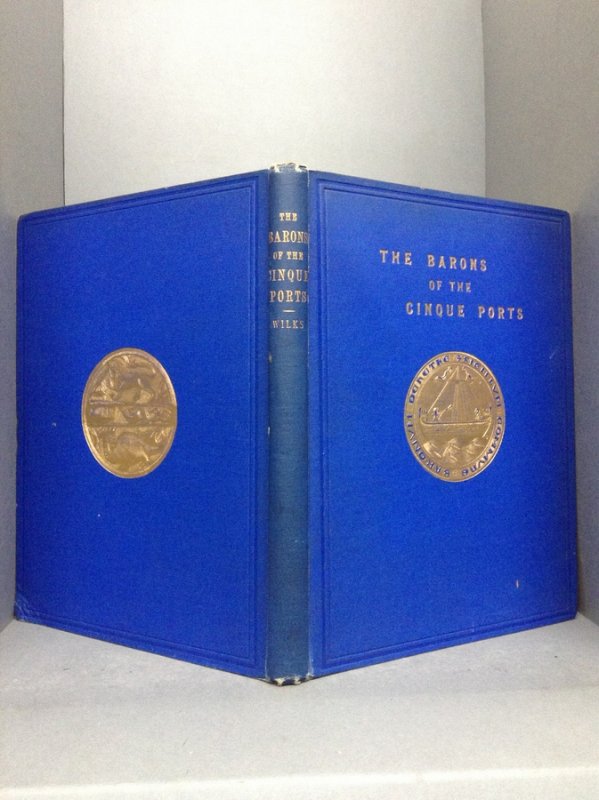 THE
BARONS
OF THE
CINQUE
PORTS.
WILKS
THE BARONS
OF THE
CINQUE PORTS